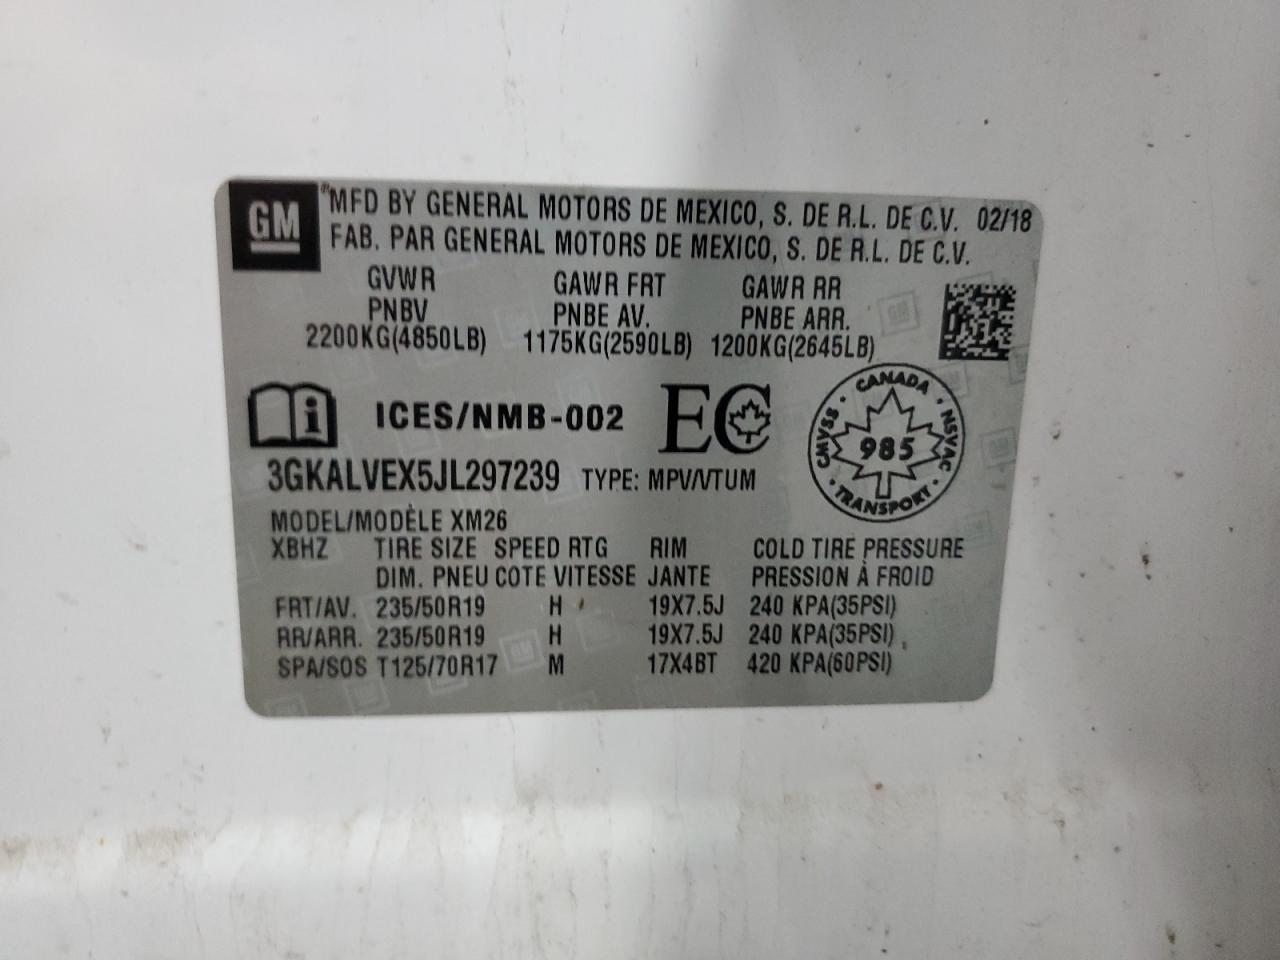 GM
MFD BY GENERAL MOTORS DE MEXICO, S. DE R.L. DE C.V. 02/18
FAB. PAR GENERAL MOTORS DE MEXICO, S. DE R.L. DE C.V.
GVWR GAWR FRT GAWR RR
PNBV PNBE AV. PNBE ARR.
2200KG(4850LB) 1175KG(2590LB) 1200KG(2645LB)
ICES/NMB-002 EC
CANADA
CMVSS 985 NSVAC
TRANSPORT
3GKALVEX5JL297239 TYPE: MPV/VTUM
MODEL/MODÈLE XM26
XBHZ TIRE SIZE SPEED RTG RIM COLD TIRE PRESSURE
DIM. PNEU COTE VITESSE JANTE PRESSION À FROID
FRT/AV. 235/50R19 H 19X7.5J 240 KPA(35PSI)
RR/ARR. 235/50R19 H 19X7.5J 240 KPA(35PSI)
SPA/SOS T125/70R17 M 17X4BT 420 KPA(60PSI)